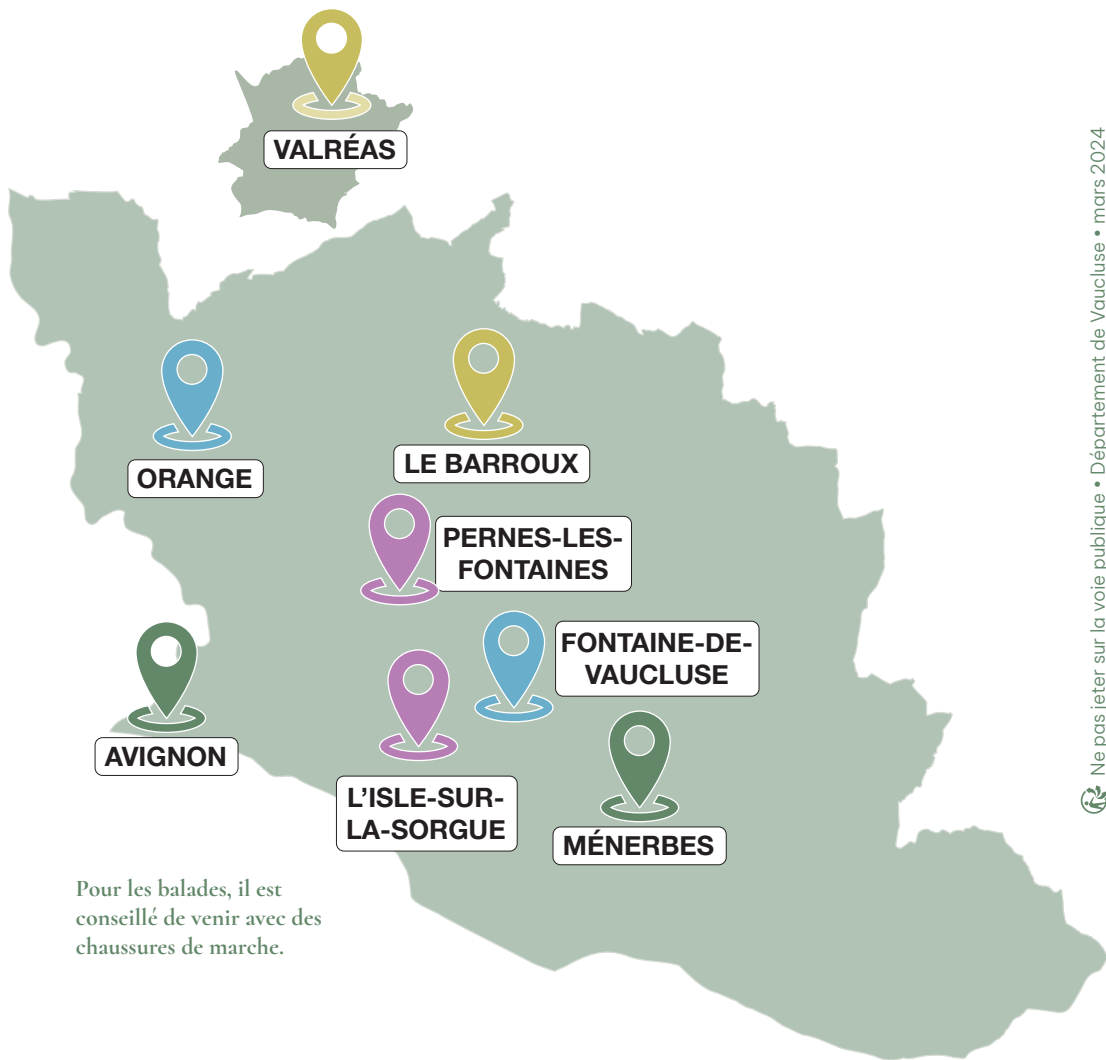 VALRÉAS
ORANGE
LE BARROUX
PERNES-LES-
FONTAINES
FONTAINE-DE-
VAUCLUSE
AVIGNON
L’ISLE-SUR-
LA-SORGUE
MÉNERBES
Pour les balades, il est
conseillé de venir avec des
chaussures de marche.
Ne pas jeter sur la voie publique • Département de Vaucluse • mars 2024